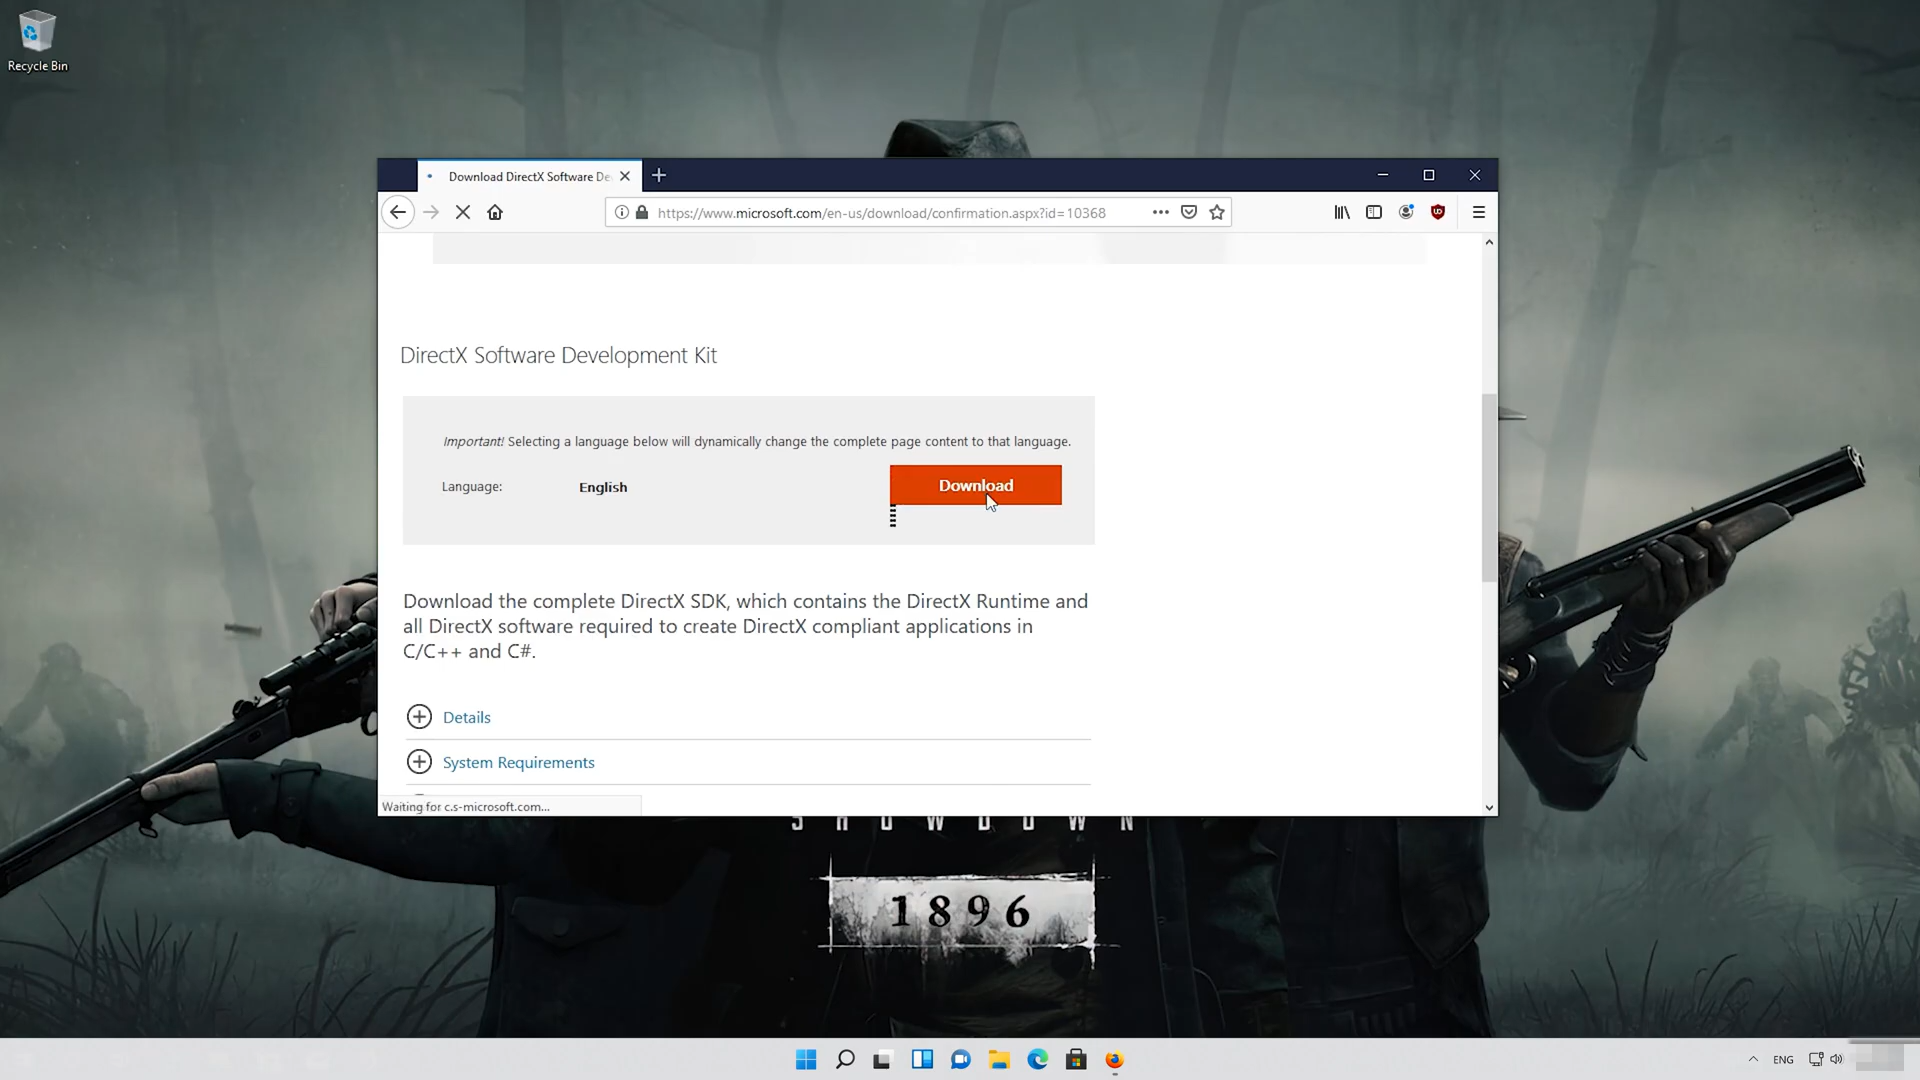 Recycle Bin
Download DirectX Software De
https://www.microsoft.com/en-us/download/confirmation.aspx?id=10368
DirectX Software Development Kit
Important! Selecting a language below will dynamically change the complete page content to that language.
Language:
English
Download
Download the complete DirectX SDK, which contains the DirectX Runtime and
all DirectX software required to create DirectX compliant applications in
C/C++ and C#.
Details
System Requirements
Waiting for c.s-microsoft.com...
SHOWDOWN
1896
ENG